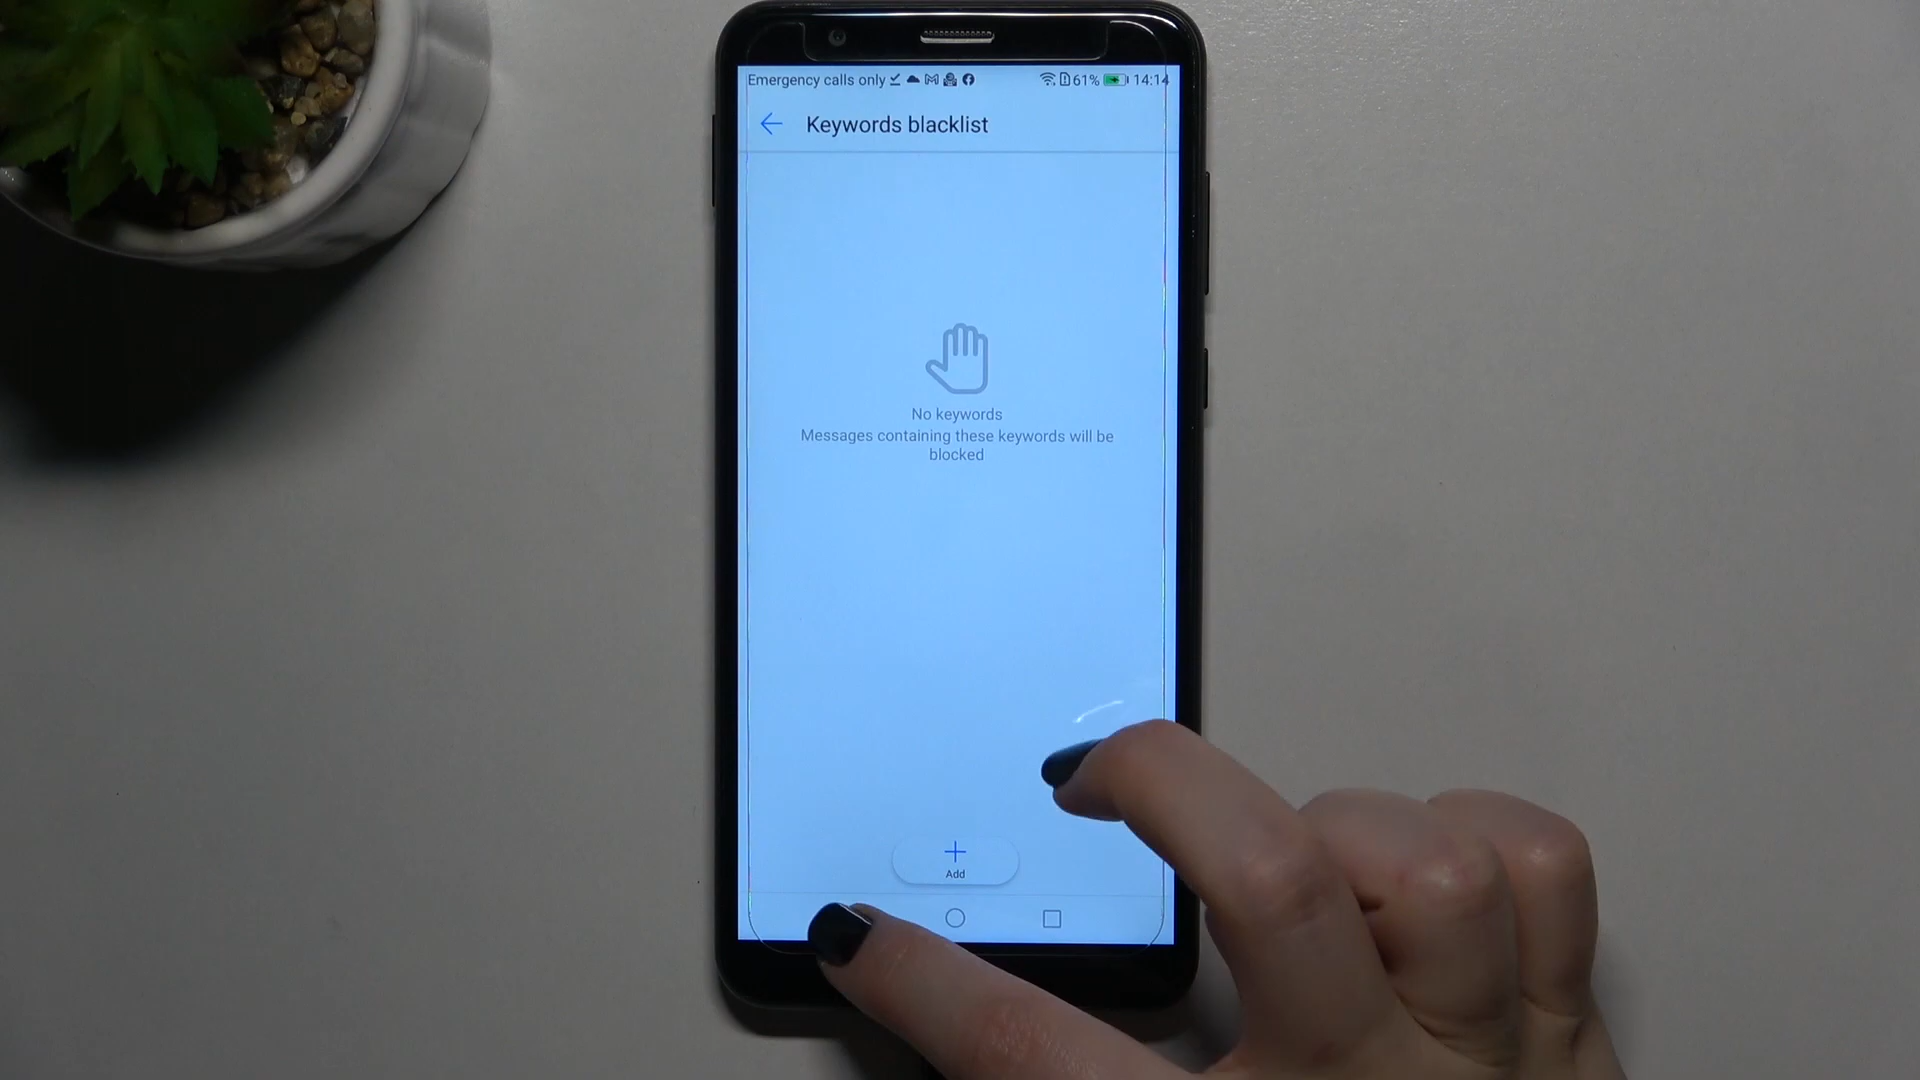 Emergency calls only 61% 14:14
Keywords blacklist
No keywords
Messages containing these keywords will be
blocked
Add